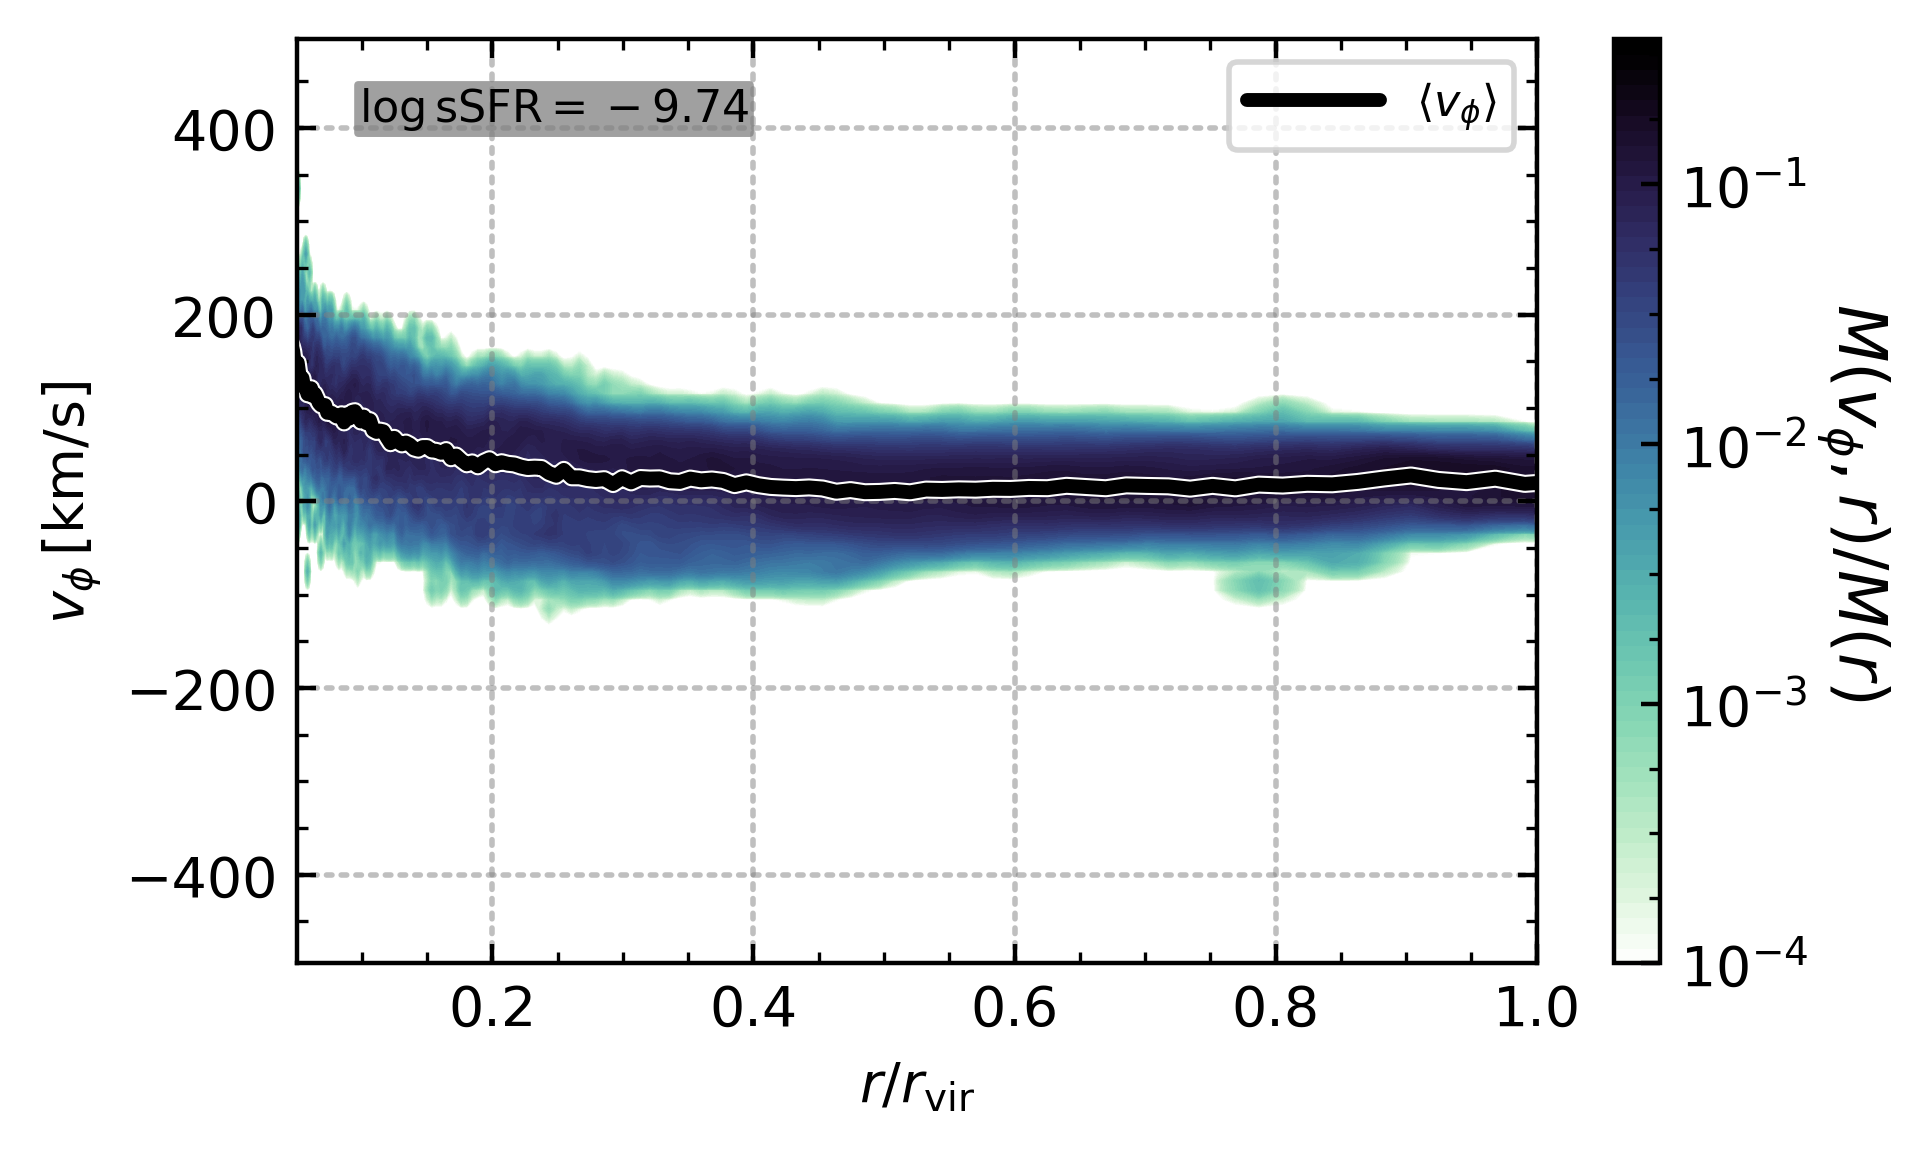 log sSFR = −9.74
⟨v_ϕ⟩
400
200
0
−200
−400
v_ϕ [km/s]
0.2 0.4 0.6 0.8 1.0
r/r_vir
10⁻¹
10⁻²
10⁻³
10⁻⁴
M(v_ϕ, r)/M(r)